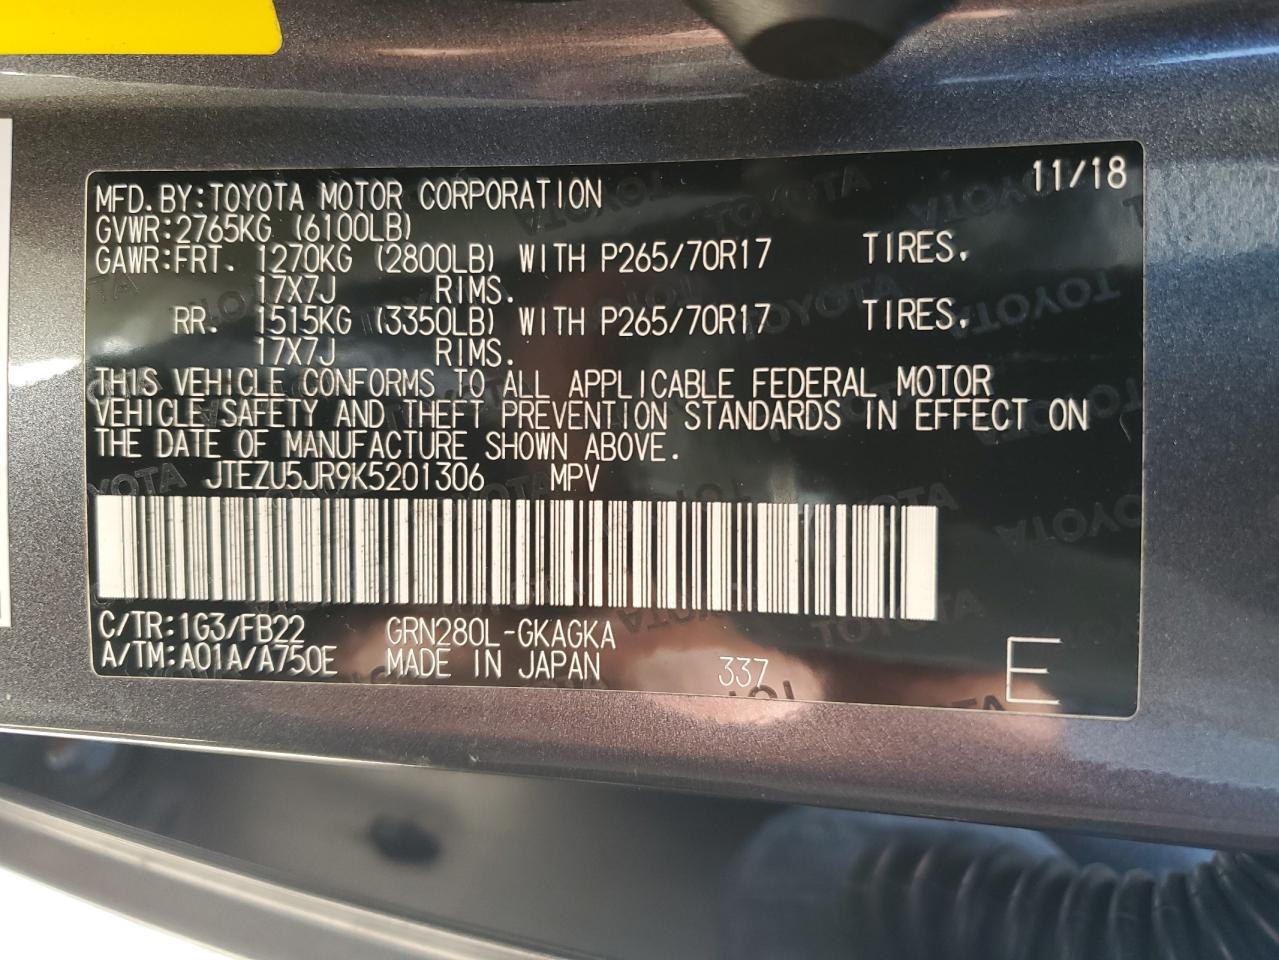 11/18
MFD.BY:TOYOTA MOTOR CORPORATION
GVWR:2765KG (6100LB)
GAWR:FRT. 1270KG (2800LB) WITH P265/70R17 TIRES,
17X7J RIMS.
RR. 1515KG (3350LB) WITH P265/70R17 TIRES,
17X7J RIMS.
THIS VEHICLE CONFORMS TO ALL APPLICABLE FEDERAL MOTOR
VEHICLE SAFETY AND THEFT PREVENTION STANDARDS IN EFFECT ON
THE DATE OF MANUFACTURE SHOWN ABOVE.
JTEZU5JR9K5201306 MPV
C/TR:1G3/FB22 GRN280L-GKAGKA
A/TM:A01A/A750E MADE IN JAPAN 337 E